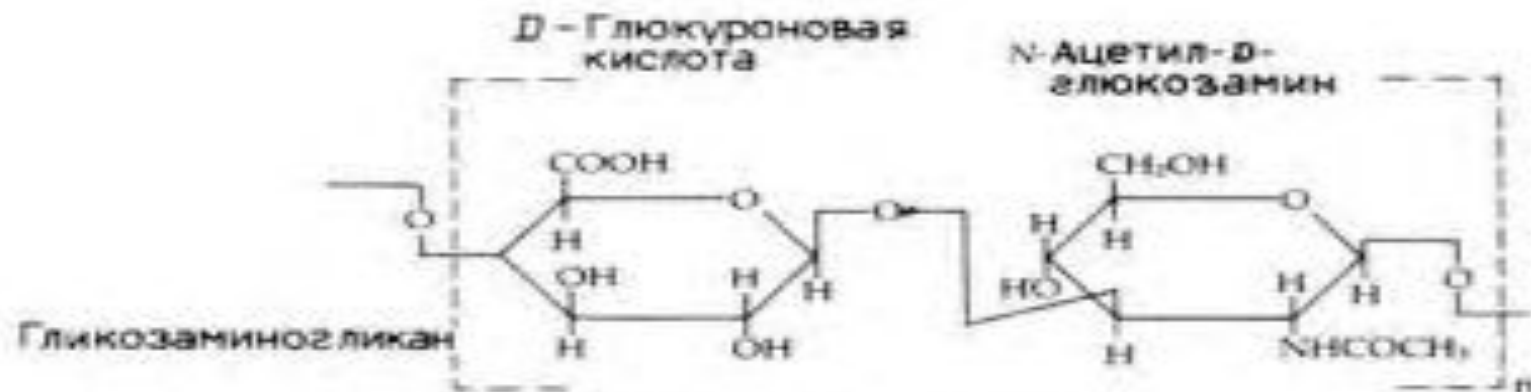 D-Глюкуроновая
кислота
N-Ацетил-D-
глюкозамин
COOH
CH₂OH
O
O
O
O
H
H
H
OH
H
H
HO
H
H
O
H
OH
H
NHCOCH₃
Гликозаминогликан
n